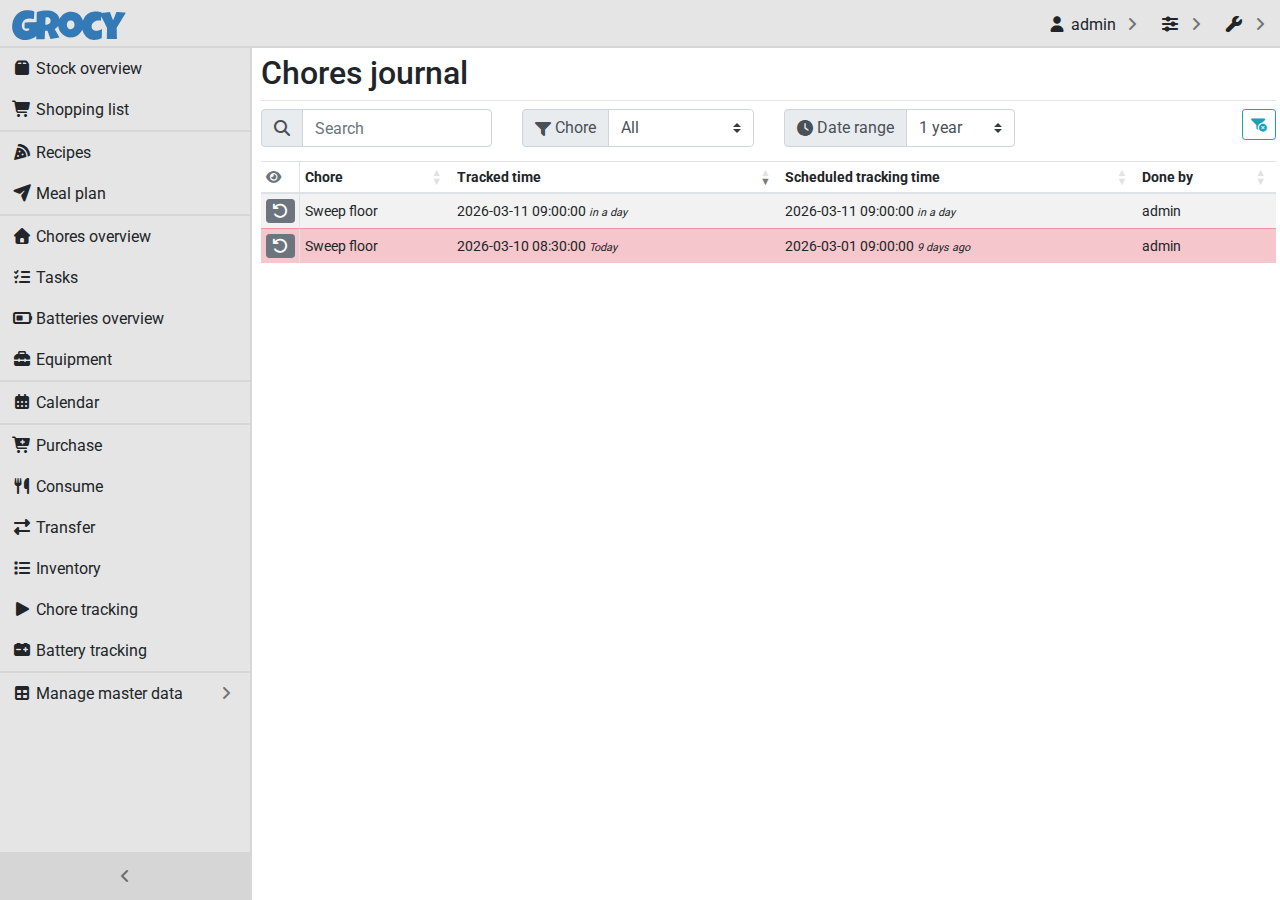 GROCY
admin
Stock overview
Shopping list
Recipes
Meal plan
Chores overview
Tasks
Batteries overview
Equipment
Calendar
Purchase
Consume
Transfer
Inventory
Chore tracking
Battery tracking
Manage master data
Chores journal
Search Chore All Date range 1 year
Chore Tracked time Scheduled tracking time Done by
Sweep floor 2026-03-11 09:00:00 in a day 2026-03-11 09:00:00 in a day admin
Sweep floor 2026-03-10 08:30:00 Today 2026-03-01 09:00:00 9 days ago admin